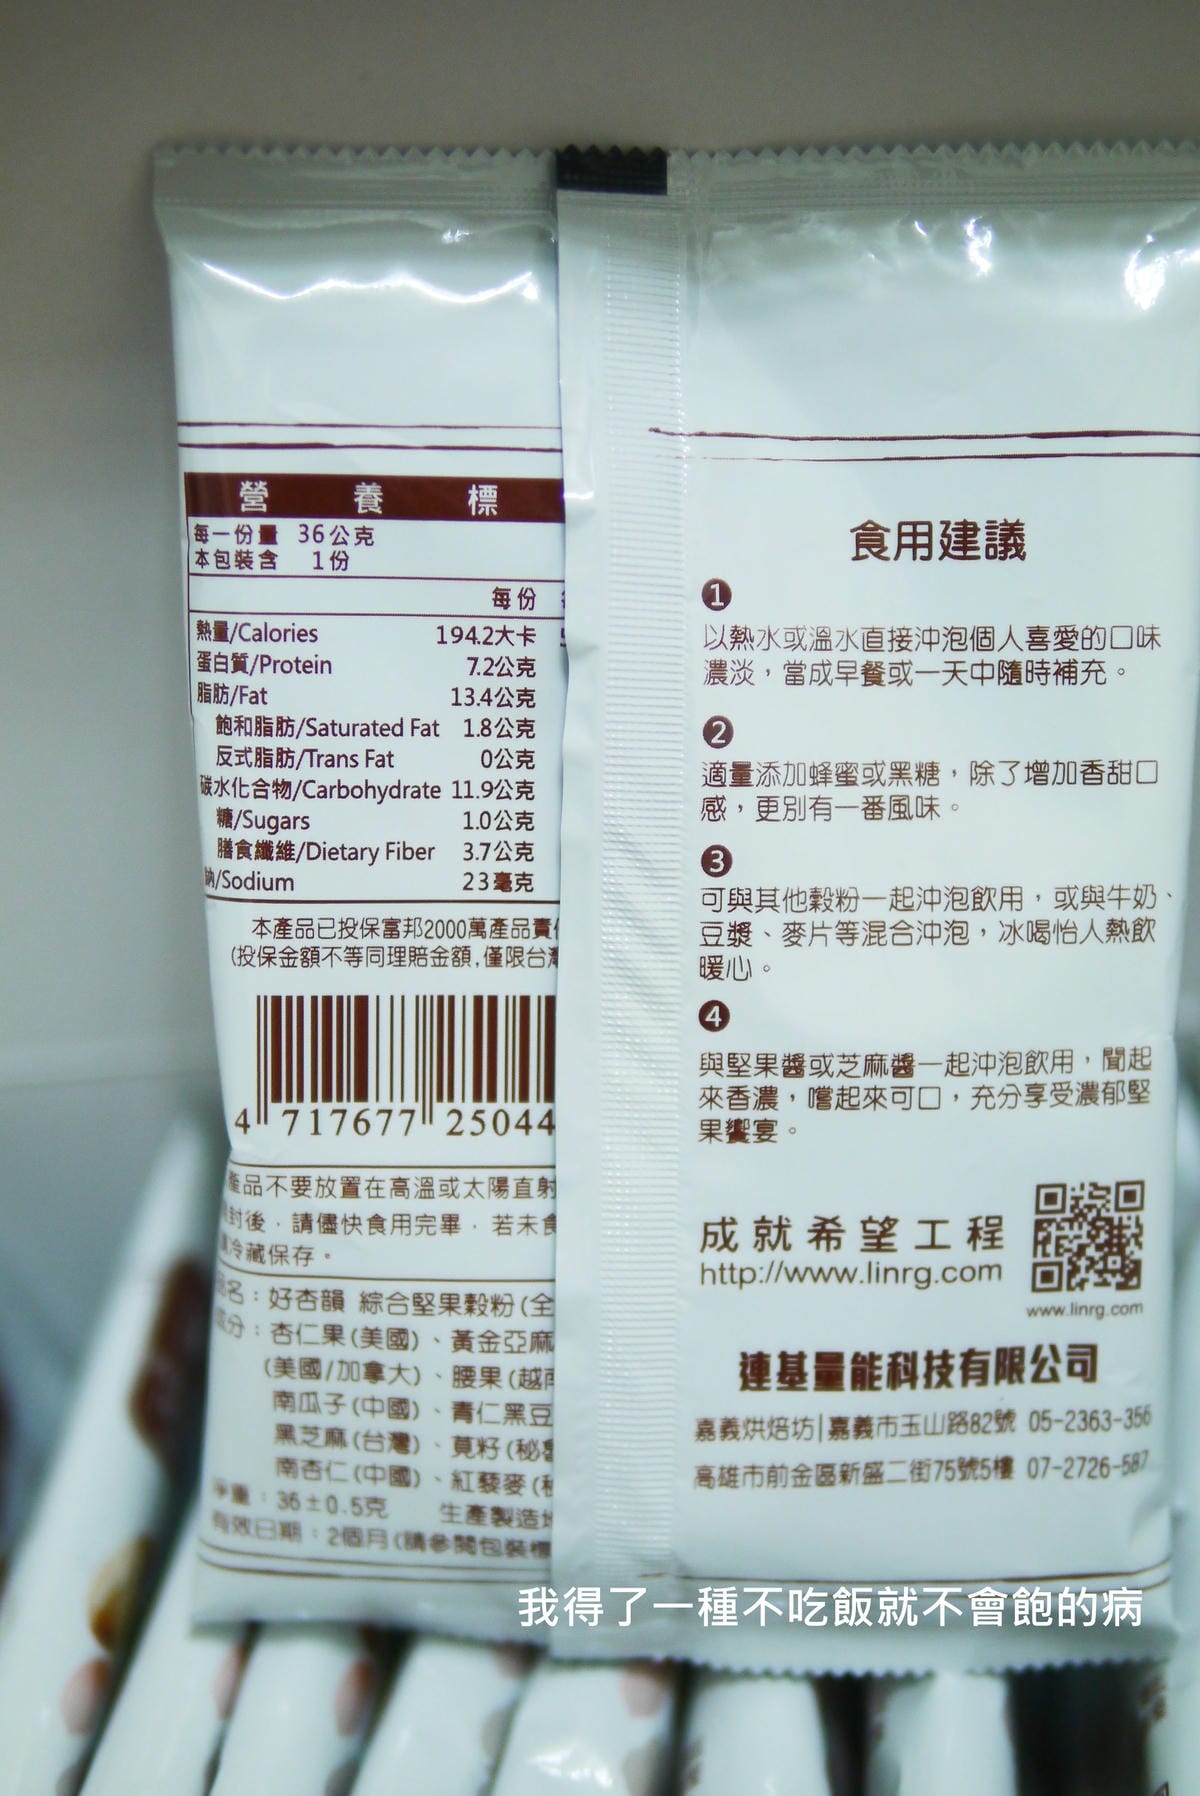 營養標
每一份量 36公克
本包裝含 1份
每份
熱量/Calories 194.2大卡
蛋白質/Protein 7.2公克
脂肪/Fat 13.4公克
飽和脂肪/Saturated Fat 1.8公克
反式脂肪/Trans Fat 0公克
碳水化合物/Carbohydrate 11.9公克
糖/Sugars 1.0公克
膳食纖維/Dietary Fiber 3.7公克
鈉/Sodium 23毫克
本產品已投保富邦2000萬產品責
(投保金額不等同理賠金額,僅限台
4 717677 25044
產品不要放置在高溫或太陽直射
封後，請儘快食用完畢，若未食
冷藏保存。
品名：好杏韻 綜合堅果穀粉(全
成分：杏仁果(美國)、黃金亞麻
(美國/加拿大)、腰果(越南
南瓜子(中國)、青仁黑豆
黑芝麻(台灣)、莧籽(秘魯
南杏仁(中國)、紅藜麥(
淨重：36±0.5克 生產製造地
有效日期：2個月(請參閱包裝標
食用建議
1
以熱水或溫水直接沖泡個人喜愛的口味
濃淡，當成早餐或一天中隨時補充。
2
適量添加蜂蜜或黑糖，除了增加香甜口
感，更別有一番風味。
3
可與其他穀粉一起沖泡飲用，或與牛奶、
豆漿、麥片等混合沖泡，冰喝怡人熱飲
暖心。
4
與堅果醬或芝麻醬一起沖泡飲用，聞起
來香濃，嚐起來可口，充分享受濃郁堅
果饗宴。
成就希望工程
http://www.linrg.com
www.linrg.com
連基量能科技有限公司
嘉義烘焙坊|嘉義市玉山路82號 05-2363-356
高雄市前金區新盛二街75號5樓 07-2726-587
我得了一種不吃飯就不會飽的病